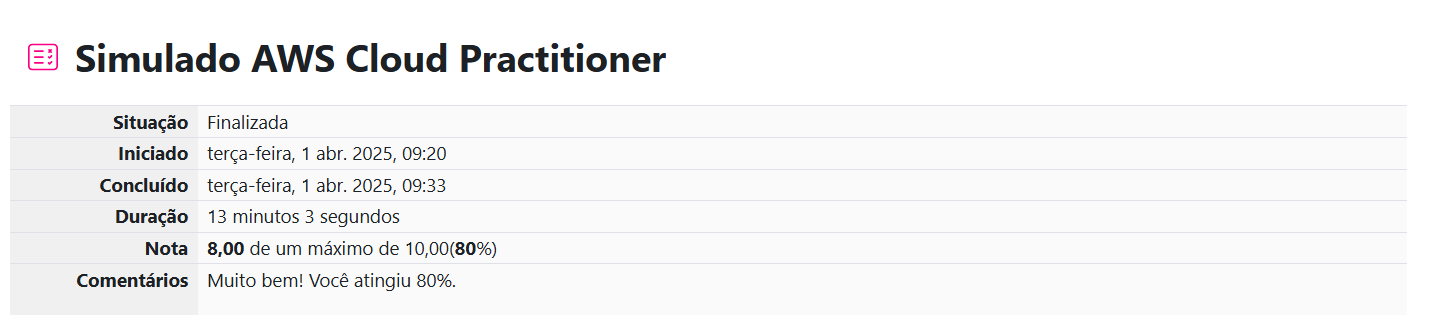 Simulado AWS Cloud Practitioner
Situação Finalizada
Iniciado terça-feira, 1 abr. 2025, 09:20
Concluído terça-feira, 1 abr. 2025, 09:33
Duração 13 minutos 3 segundos
Nota 8,00 de um máximo de 10,00(80%)
Comentários Muito bem! Você atingiu 80%.